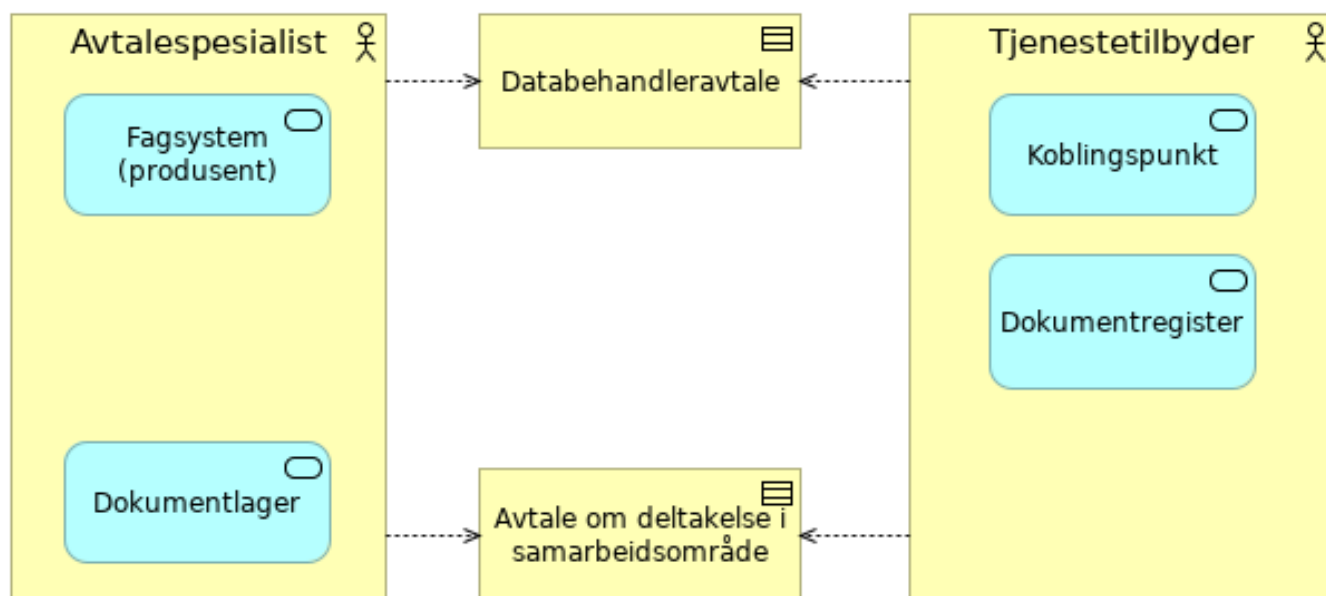 Avtalespesialist
Fagsystem
(produsent)
Dokumentlager
Databehandleravtale
Avtale om deltakelse i
samarbeidsområde
Tjenestetilbyder
Koblingspunkt
Dokumentregister